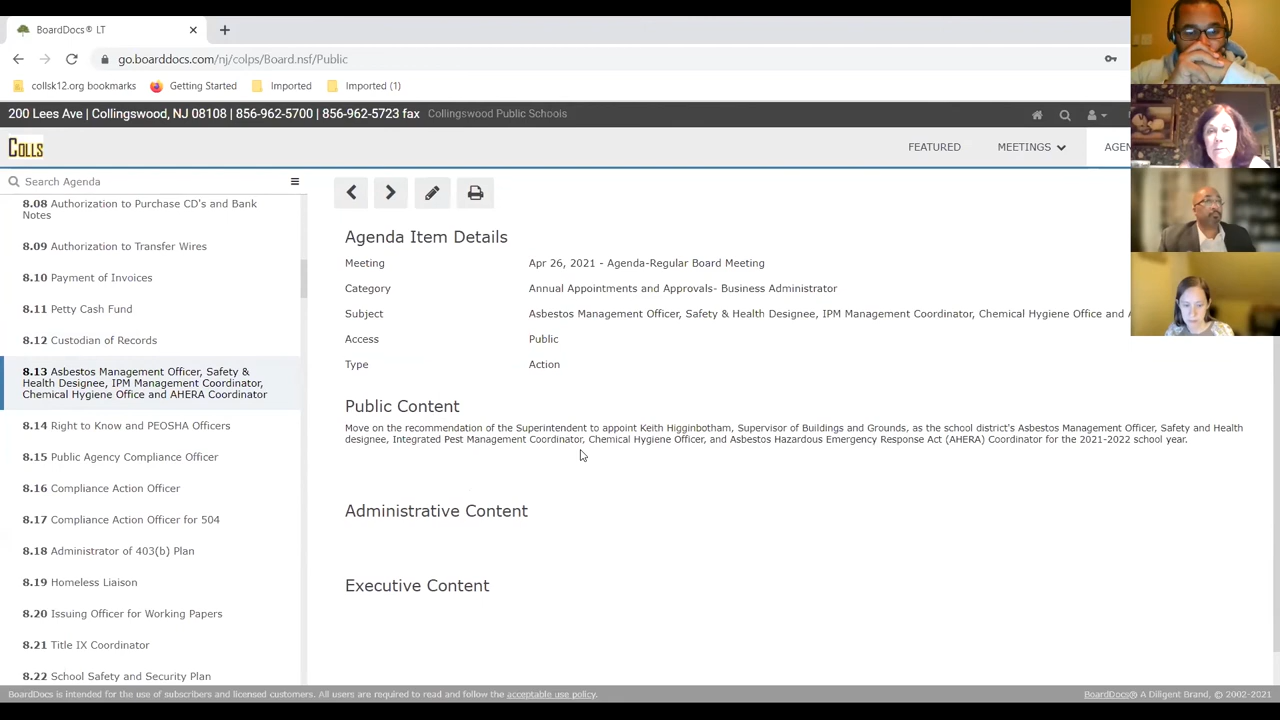 BoardDocs® LT
go.boarddocs.com/nj/colps/Board.nsf/Public
collsk12.org bookmarks Getting Started Imported Imported (1)
200 Lees Ave | Collingswood, NJ 08108 | 856-962-5700 | 856-962-5723 fax Collingswood Public Schools
COLLS
FEATURED MEETINGS AGEN
Search Agenda
8.08 Authorization to Purchase CD's and Bank
Notes
8.09 Authorization to Transfer Wires
8.10 Payment of Invoices
8.11 Petty Cash Fund
8.12 Custodian of Records
8.13 Asbestos Management Officer, Safety &
Health Designee, IPM Management Coordinator,
Chemical Hygiene Office and AHERA Coordinator
8.14 Right to Know and PEOSHA Officers
8.15 Public Agency Compliance Officer
8.16 Compliance Action Officer
8.17 Compliance Action Officer for 504
8.18 Administrator of 403(b) Plan
8.19 Homeless Liaison
8.20 Issuing Officer for Working Papers
8.21 Title IX Coordinator
8.22 School Safety and Security Plan
Agenda Item Details
Meeting Apr 26, 2021 - Agenda-Regular Board Meeting
Category Annual Appointments and Approvals- Business Administrator
Subject Asbestos Management Officer, Safety & Health Designee, IPM Management Coordinator, Chemical Hygiene Office and A
Access Public
Type Action
Public Content
Move on the recommendation of the Superintendent to appoint Keith Higginbotham, Supervisor of Buildings and Grounds, as the school district's Asbestos Management Officer, Safety and Health
designee, Integrated Pest Management Coordinator, Chemical Hygiene Officer, and Asbestos Hazardous Emergency Response Act (AHERA) Coordinator for the 2021-2022 school year.
Administrative Content
Executive Content
BoardDocs is intended for the use of subscribers and licensed customers. All users are required to read and follow the acceptable use policy.
BoardDocs® A Diligent Brand, © 2002-2021